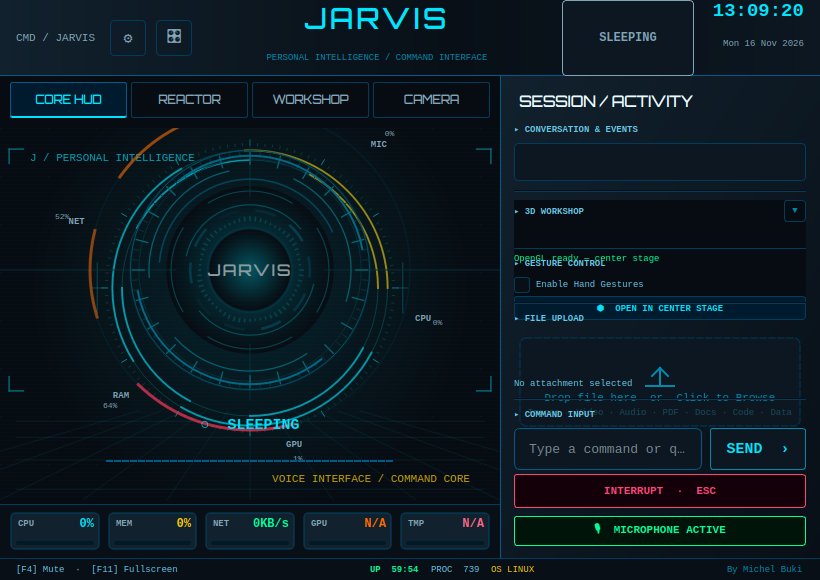 CMD / JARVIS
JARVIS
PERSONAL INTELLIGENCE / COMMAND INTERFACE
SLEEPING
13:09:20
Mon 16 Nov 2026
CORE HUD
REACTOR
WORKSHOP
CAMERA
J / PERSONAL INTELLIGENCE
0%
MIC
52%
NET
JARVIS
CPU
0%
RAM
64%
SLEEPING
GPU
1%
VOICE INTERFACE / COMMAND CORE
CPU 0%
MEM 0%
NET 0KB/s
GPU N/A
TMP N/A
SESSION / ACTIVITY
▸ CONVERSATION & EVENTS
▸ 3D WORKSHOP
▼
OpenGL ready — center stage
▸ GESTURE CONTROL
Enable Hand Gestures
⬢ OPEN IN CENTER STAGE
▸ FILE UPLOAD
No attachment selected
Drop file here or Click to Browse
· Audio · PDF · Docs · Code · Data
▸ COMMAND INPUT
Type a command or q…
SEND ›
INTERRUPT · ESC
MICROPHONE ACTIVE
[F4] Mute · [F11] Fullscreen
UP 59:54 PROC 739 OS LINUX
By Michel Buki